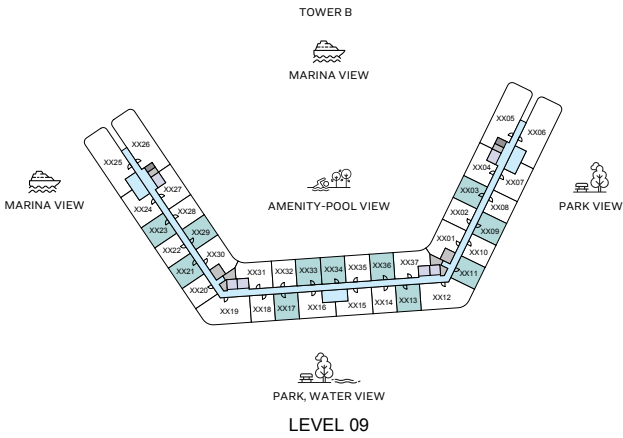 TOWER B
MARINA VIEW
XX05
XX06
XX26
XX25
XX04
XX27
XX07
XX03
MARINA VIEW
AMENITY-POOL VIEW
PARK VIEW
XX24
XX28
XX02
XX08
XX23
XX29
XX09
XX22
XX01
XX30
XX10
XX21
XX31
XX32
XX33
XX34
XX35
XX36
XX37
XX11
XX20
XX19
XX18
XX17
XX16
XX15
XX14
XX13
XX12
PARK, WATER VIEW
LEVEL 09